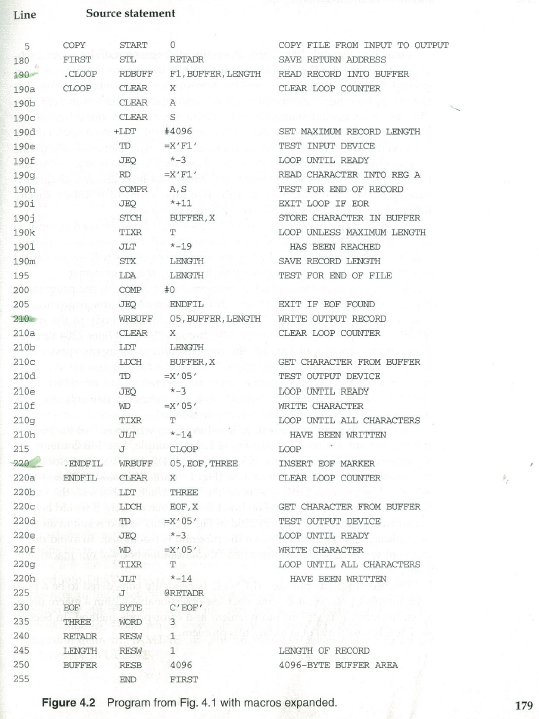 Line Source statement
5 COPY START 0 COPY FILE FROM INPUT TO OUTPUT
180 FIRST STL RETADR SAVE RETURN ADDRESS
190 .CLOOP RDBUFF F1,BUFFER,LENGTH READ RECORD INTO BUFFER
190a CLOOP CLEAR X CLEAR LOOP COUNTER
190b CLEAR A
190c CLEAR S
190d +LDT #4096 SET MAXIMUM RECORD LENGTH
190e TD =X'F1' TEST INPUT DEVICE
190f JEQ *-3 LOOP UNTIL READY
190g RD =X'F1' READ CHARACTER INTO REG A
190h COMPR A,S TEST FOR END OF RECORD
190i JEQ *+11 EXIT LOOP IF EOR
190j STCH BUFFER,X STORE CHARACTER IN BUFFER
190k TIXR T LOOP UNLESS MAXIMUM LENGTH
190l JLT *-19 HAS BEEN REACHED
190m STX LENGTH SAVE RECORD LENGTH
195 LDA LENGTH TEST FOR END OF FILE
200 COMP #0
205 JEQ ENDFIL EXIT IF EOF FOUND
210 WRBUFF 05,BUFFER,LENGTH WRITE OUTPUT RECORD
210a CLEAR X CLEAR LOOP COUNTER
210b LDT LENGTH
210c LDCH BUFFER,X GET CHARACTER FROM BUFFER
210d TD =X'05' TEST OUTPUT DEVICE
210e JEQ *-3 LOOP UNTIL READY
210f WD =X'05' WRITE CHARACTER
210g TIXR T LOOP UNTIL ALL CHARACTERS
210h JLT *-14 HAVE BEEN WRITTEN
215 J CLOOP LOOP
220 .ENDFIL WRBUFF 05,EOF,THREE INSERT EOF MARKER
220a ENDFIL CLEAR X CLEAR LOOP COUNTER
220b LDT THREE
220c LDCH EOF,X GET CHARACTER FROM BUFFER
220d TD =X'05' TEST OUTPUT DEVICE
220e JEQ *-3 LOOP UNTIL READY
220f WD =X'05' WRITE CHARACTER
220g TIXR T LOOP UNTIL ALL CHARACTERS
220h JLT *-14 HAVE BEEN WRITTEN
225 J @RETADR
230 EOF BYTE C'EOF'
235 THREE WORD 3
240 RETADR RESW 1
245 LENGTH RESW 1 LENGTH OF RECORD
250 BUFFER RESB 4096 4096-BYTE BUFFER AREA
255 END FIRST
Figure 4.2 Program from Fig. 4.1 with macros expanded. 179